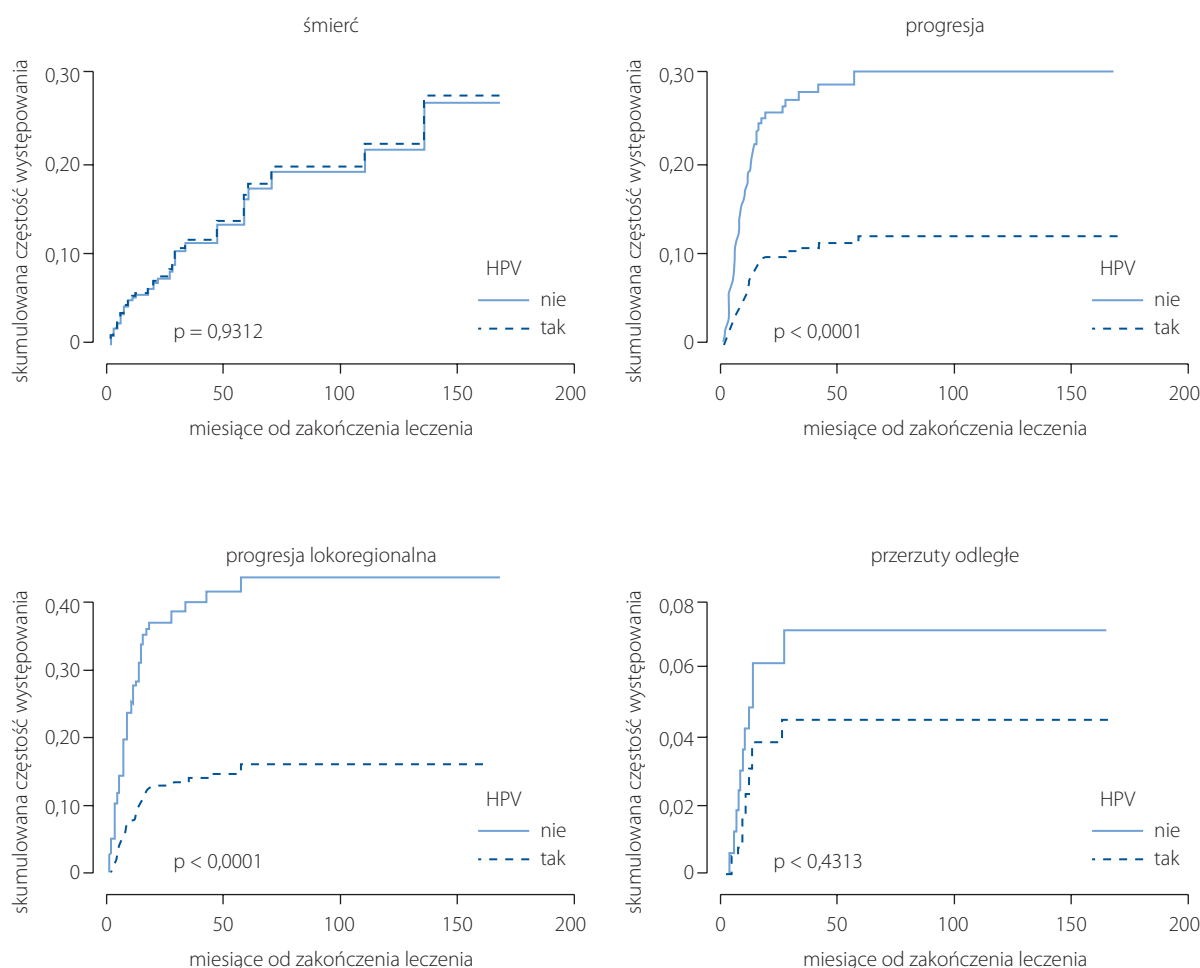 śmierć
skumulowana częstość występowania
0,30
0,20
0,10
0
HPV
nie
tak
p = 0,9312
0 50 100 150 200
miesiące od zakończenia leczenia
progresja
skumulowana częstość występowania
0,30
0,20
0,10
0
HPV
nie
tak
p < 0,0001
0 50 100 150 200
miesiące od zakończenia leczenia
progresja lokoregionalna
skumulowana częstość występowania
0,40
0,30
0,20
0,10
0
HPV
nie
tak
p < 0,0001
0 50 100 150 200
miesiące od zakończenia leczenia
przerzuty odległe
skumulowana częstość występowania
0,08
0,06
0,04
0,02
0
HPV
nie
tak
p < 0,4313
0 50 100 150 200
miesiące od zakończenia leczenia